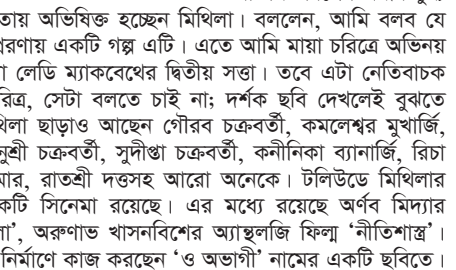 তায় অভিষিক্ত হচ্ছেন মিথিলা। বললেন, আমি বলব যে
প্রেরণায় একটি গল্প এটি। এতে আমি মায়া চরিত্রে অভিনয়
লেডি ম্যাকবেথের দ্বিতীয় সত্তা। তবে এটা নেতিবাচক
রিত্র, সেটা বলতে চাই না; দর্শক ছবি দেখলেই বুঝতে
থিলা ছাড়াও আছেন গৌরব চক্রবর্তী, কমলেশ্বর মুখার্জি,
নুশ্রী চক্রবর্তী, সুদীপ্তা চক্রবর্তী, কনীনিকা ব্যানার্জি, রিচা
মার, রাতশ্রী দত্তসহ আরো অনেকে। টলিউডে মিথিলার
কটি সিনেমা রয়েছে। এর মধ্যে রয়েছে অর্ণব মিদ্যার
', অরুণাভ খাসনবিশের অ্যান্থলজি ফিল্ম 'নীতিশাস্ত্র'।
নির্মাণে কাজ করছেন 'ও অভাগী' নামের একটি ছবিতে।